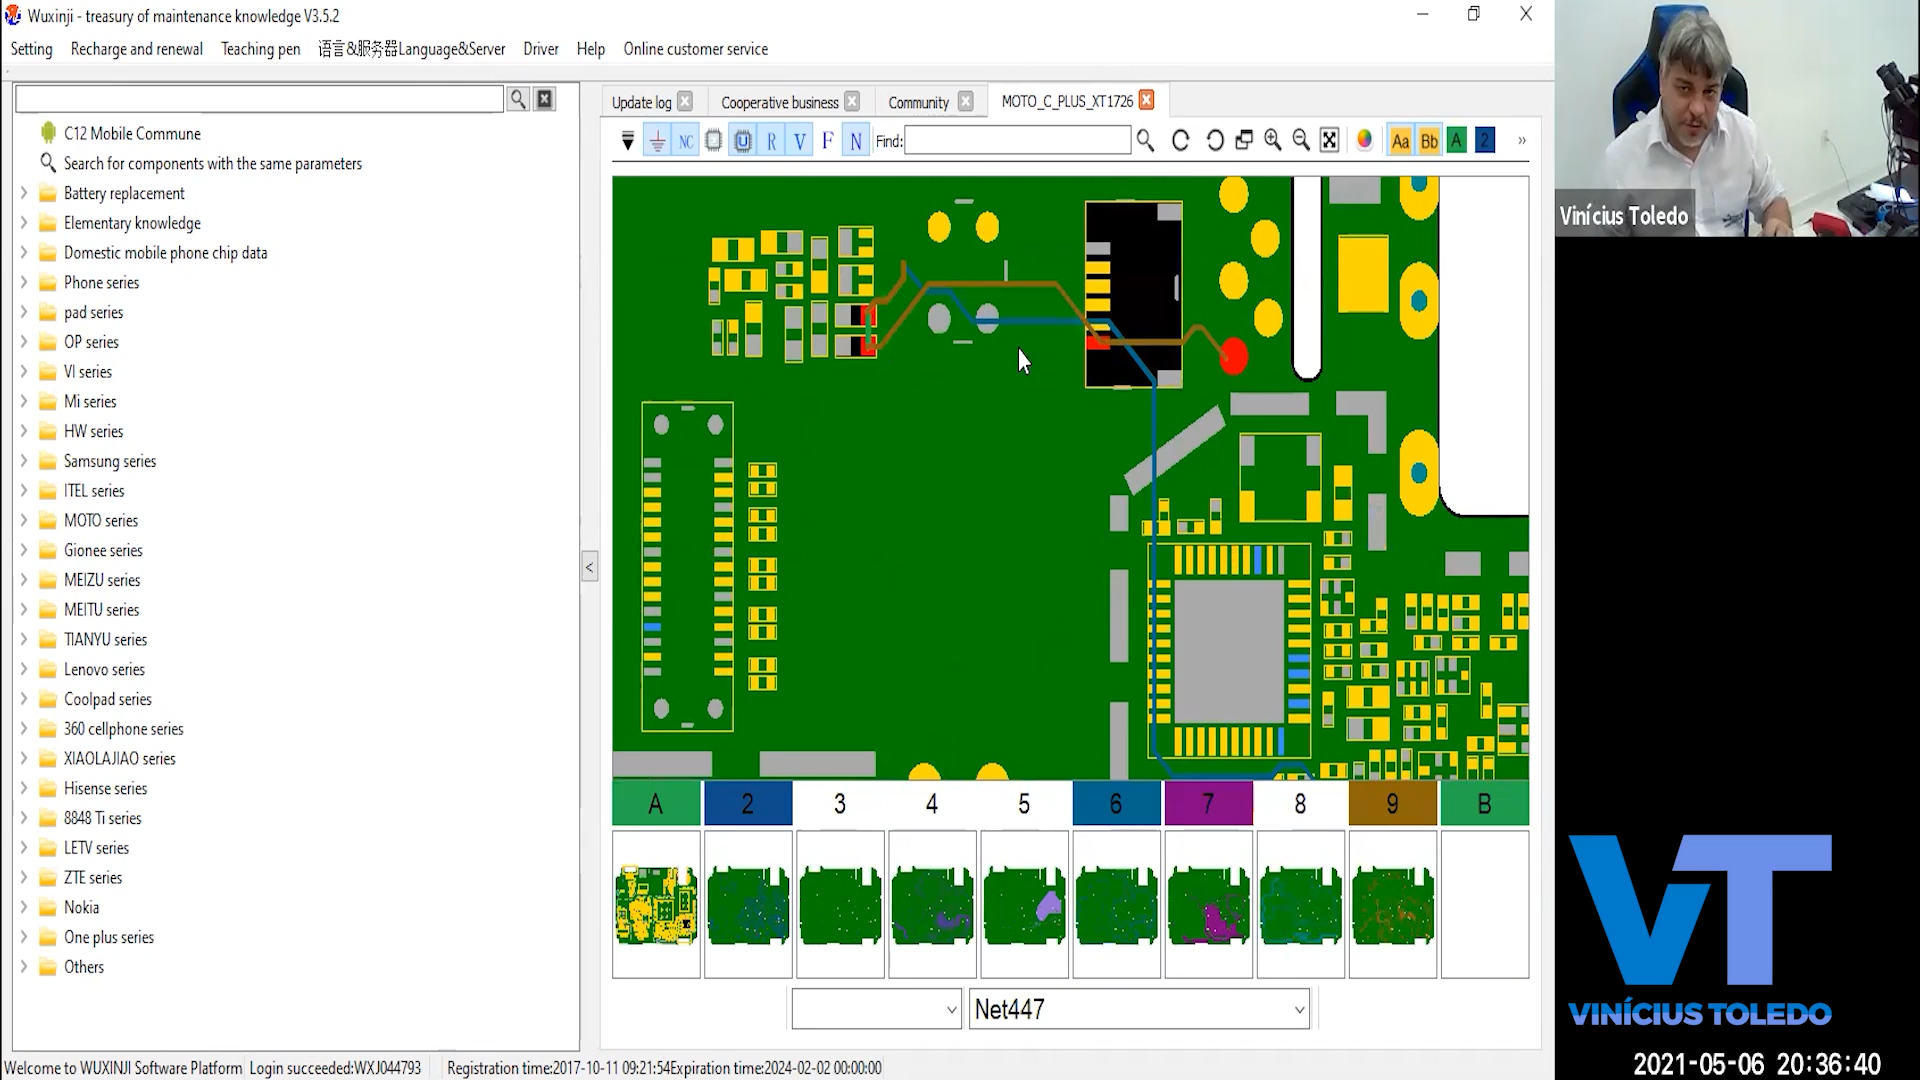 Wuxinji - treasury of maintenance knowledge V3.5.2
Setting Recharge and renewal Teaching pen 语言&服务器Language&Server Driver Help Online customer service
Update log Cooperative business Community MOTO_C_PLUS_XT1726
NC U R V F N Find: Aa Bb A 2 »
C12 Mobile Commune
Search for components with the same parameters
Battery replacement
Elementary knowledge
Domestic mobile phone chip data
Phone series
pad series
OP series
VI series
Mi series
HW series
Samsung series
ITEL series
MOTO series
Gionee series
MEIZU series
MEITU series
TIANYU series
Lenovo series
Coolpad series
360 cellphone series
XIAOLAJIAO series
Hisense series
8848 Ti series
LETV series
ZTE series
Nokia
One plus series
Others
<
A 2 3 4 5 6 7 8 9 B
Net447
Welcome to WUXINJI Software Platform Login succeeded:WXJ044793 Registration time:2017-10-11 09:21:54Expiration time:2024-02-02 00:00:00
Vinícius Toledo
VT
VINÍCIUS TOLEDO
2021-05-06 20:36:40